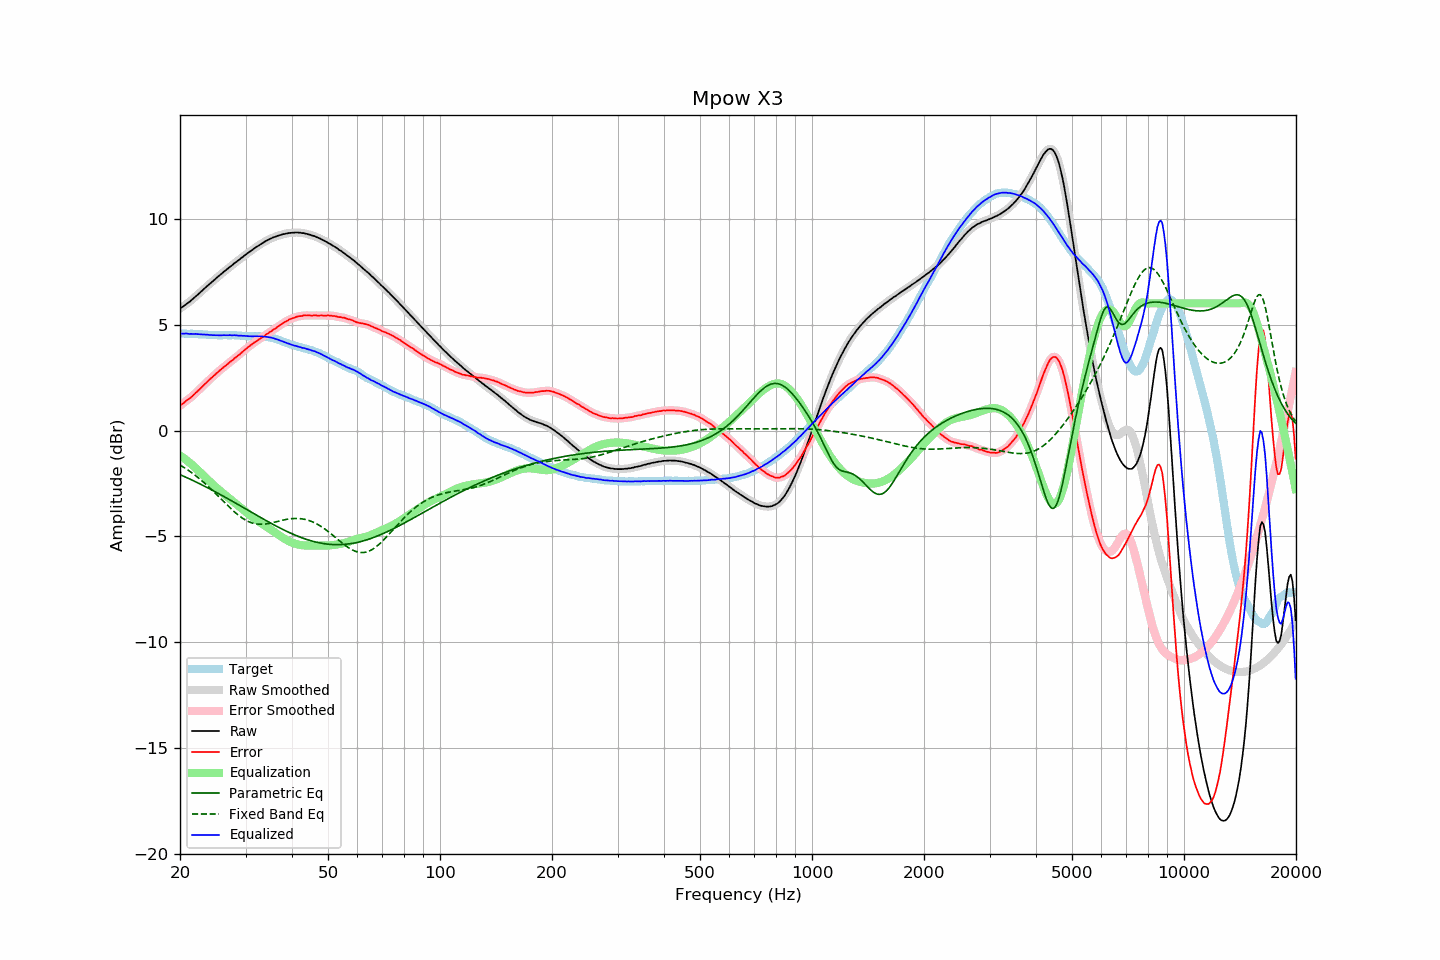 Mpow X3
Amplitude (dBr)
10
5
0
−5
−10
−15
−20
Target
Raw Smoothed
Error Smoothed
Raw
Error
Equalization
Parametric Eq
Fixed Band Eq
Equalized
20 50 100 200 500 1000 2000 5000 10000 20000
Frequency (Hz)